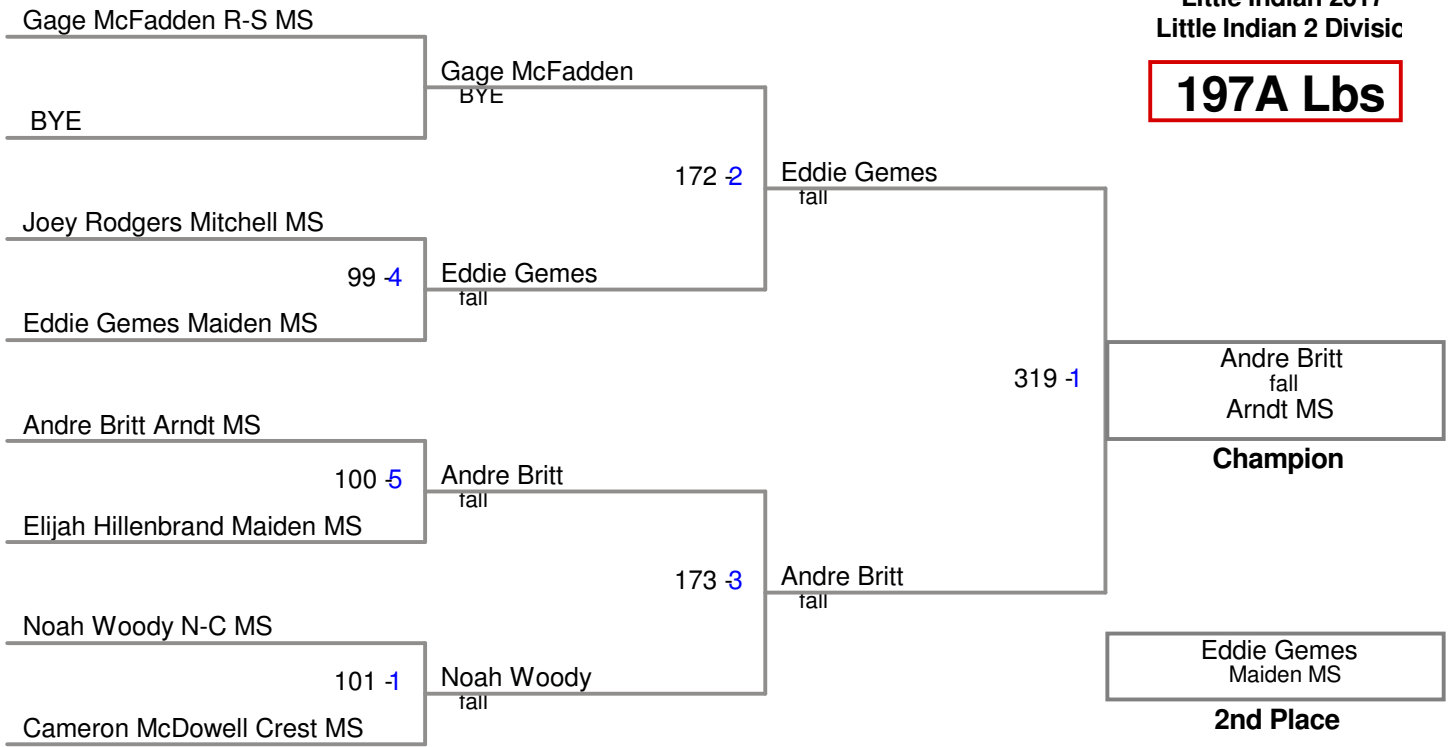 Little Indian 2017
Little Indian 2 Divisio
197A Lbs
Gage McFadden R-S MS
BYE
Joey Rodgers Mitchell MS
99 -4
Eddie Gemes Maiden MS
Andre Britt Arndt MS
100 -5
Elijah Hillenbrand Maiden MS
Noah Woody N-C MS
101 -1
Cameron McDowell Crest MS
Gage McFadden
BYE
172 -2
Eddie Gemes
fall
Andre Britt
fall
173 -3
Noah Woody
fall
Eddie Gemes
fall
319 -1
Andre Britt
fall
Andre Britt
fall
Arndt MS
Champion
Eddie Gemes
Maiden MS
2nd Place